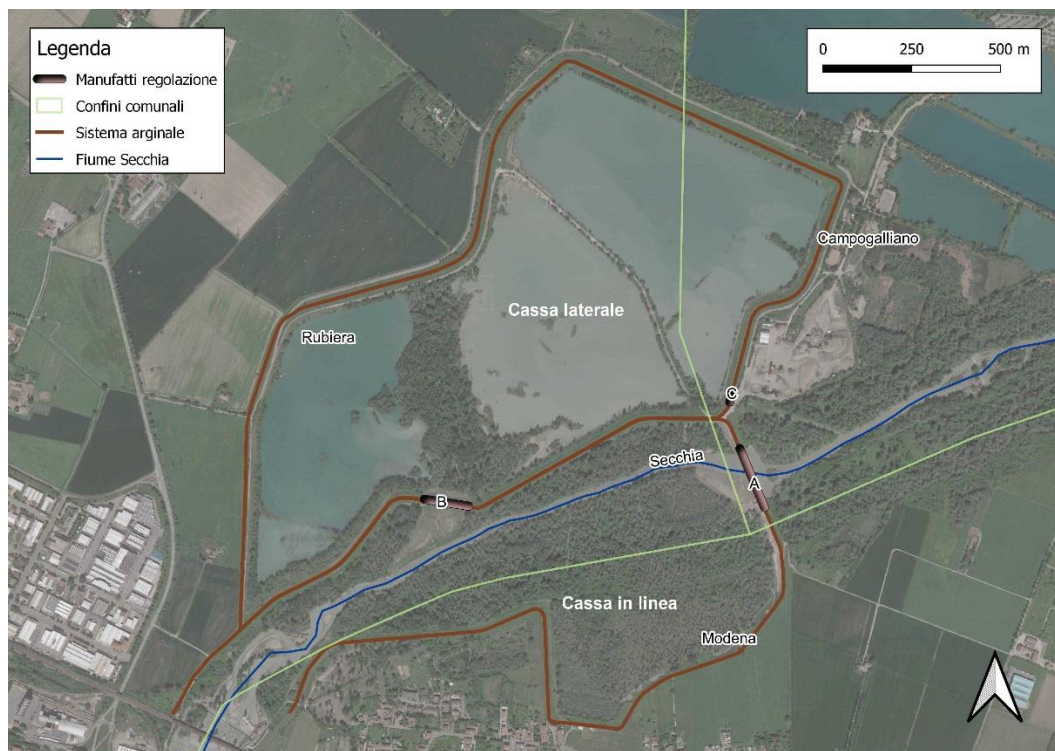 Legenda
Manufatti regolazione
Confini comunali
Sistema arginale
Fiume Secchia
0 250 500 m
Campogalliano
Cassa laterale
Rubiera
C
Secchia
A
B
Cassa in linea
Modena